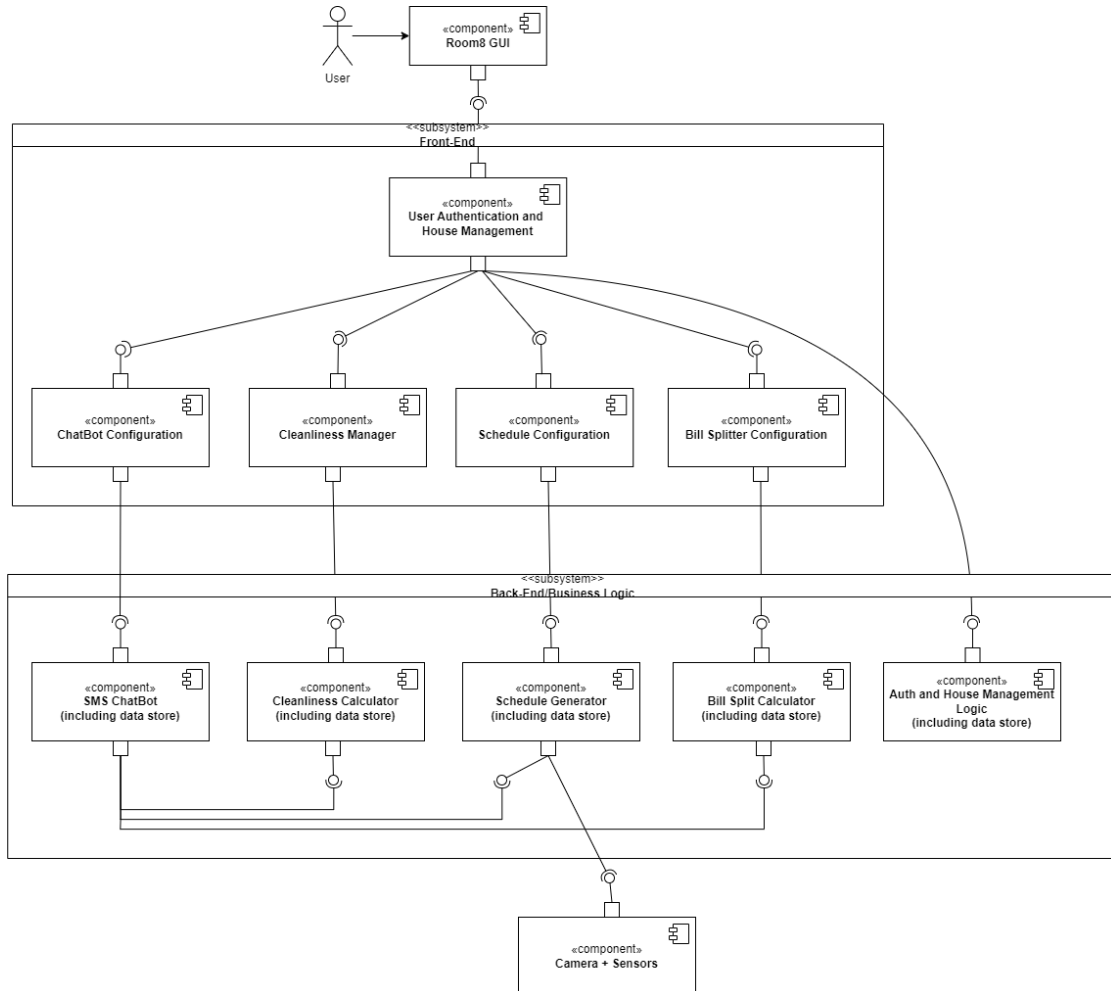 «component»
Room8 GUI
User
<<subsystem>>
Front-End
«component»
User Authentication and
House Management
«component»
ChatBot Configuration
«component»
Cleanliness Manager
«component»
Schedule Configuration
«component»
Bill Splitter Configuration
<<subsystem>>
Back-End/Business Logic
«component»
SMS ChatBot
(including data store)
«component»
Cleanliness Calculator
(including data store)
«component»
Schedule Generator
(including data store)
«component»
Bill Split Calculator
(including data store)
«component»
Auth and House Management
Logic
(including data store)
«component»
Camera + Sensors